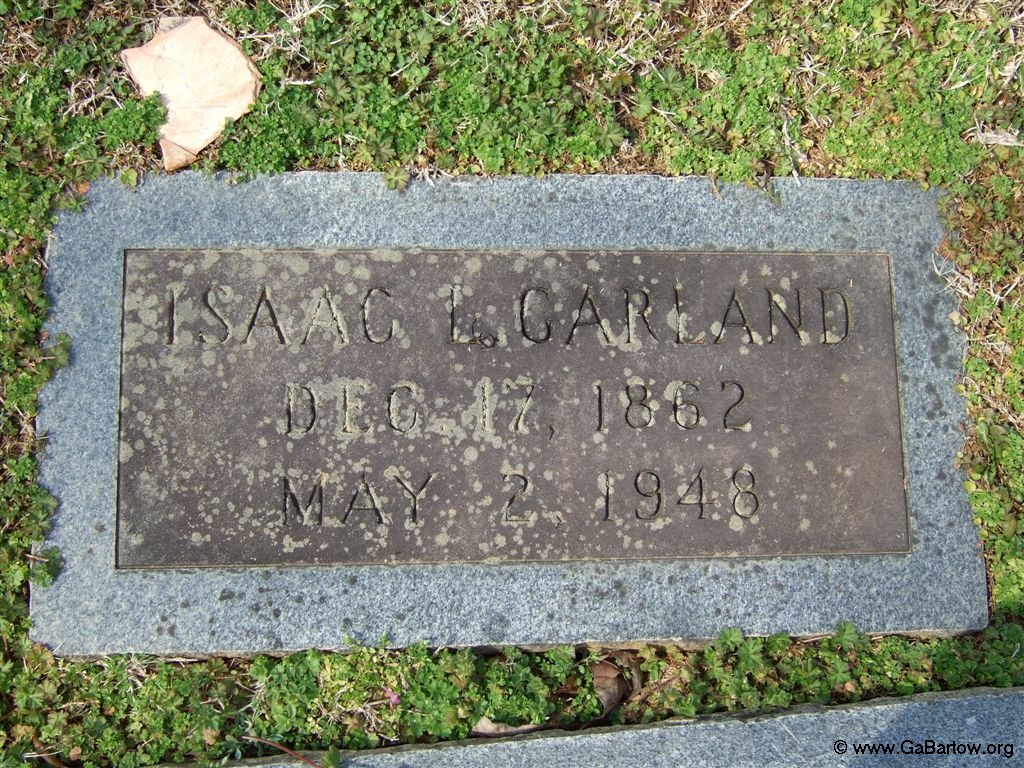 ISAAC L. GARLAND
DEC. 17, 1862
MAY 2, 1948
© www.GaBartow.org